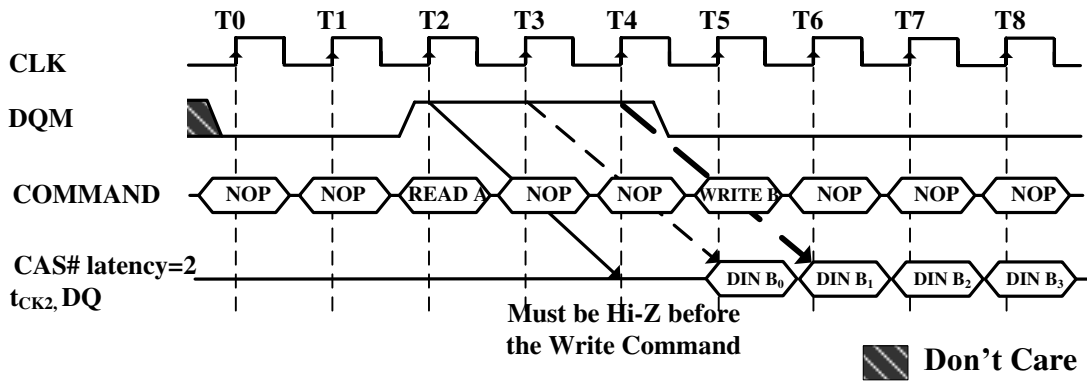 T0 T1 T2 T3 T4 T5 T6 T7 T8
CLK
DQM
COMMAND NOP NOP READ A NOP NOP WRITE B NOP NOP NOP
CAS# latency=2
tCK2, DQ
DIN B0 DIN B1 DIN B2 DIN B3
Must be Hi-Z before
the Write Command
Don't Care